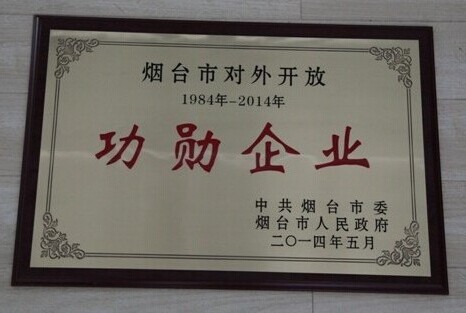 烟台市对外开放
1984年-2014年
功勋企业
中共烟台市委
烟台市人民政府
二〇一四年五月